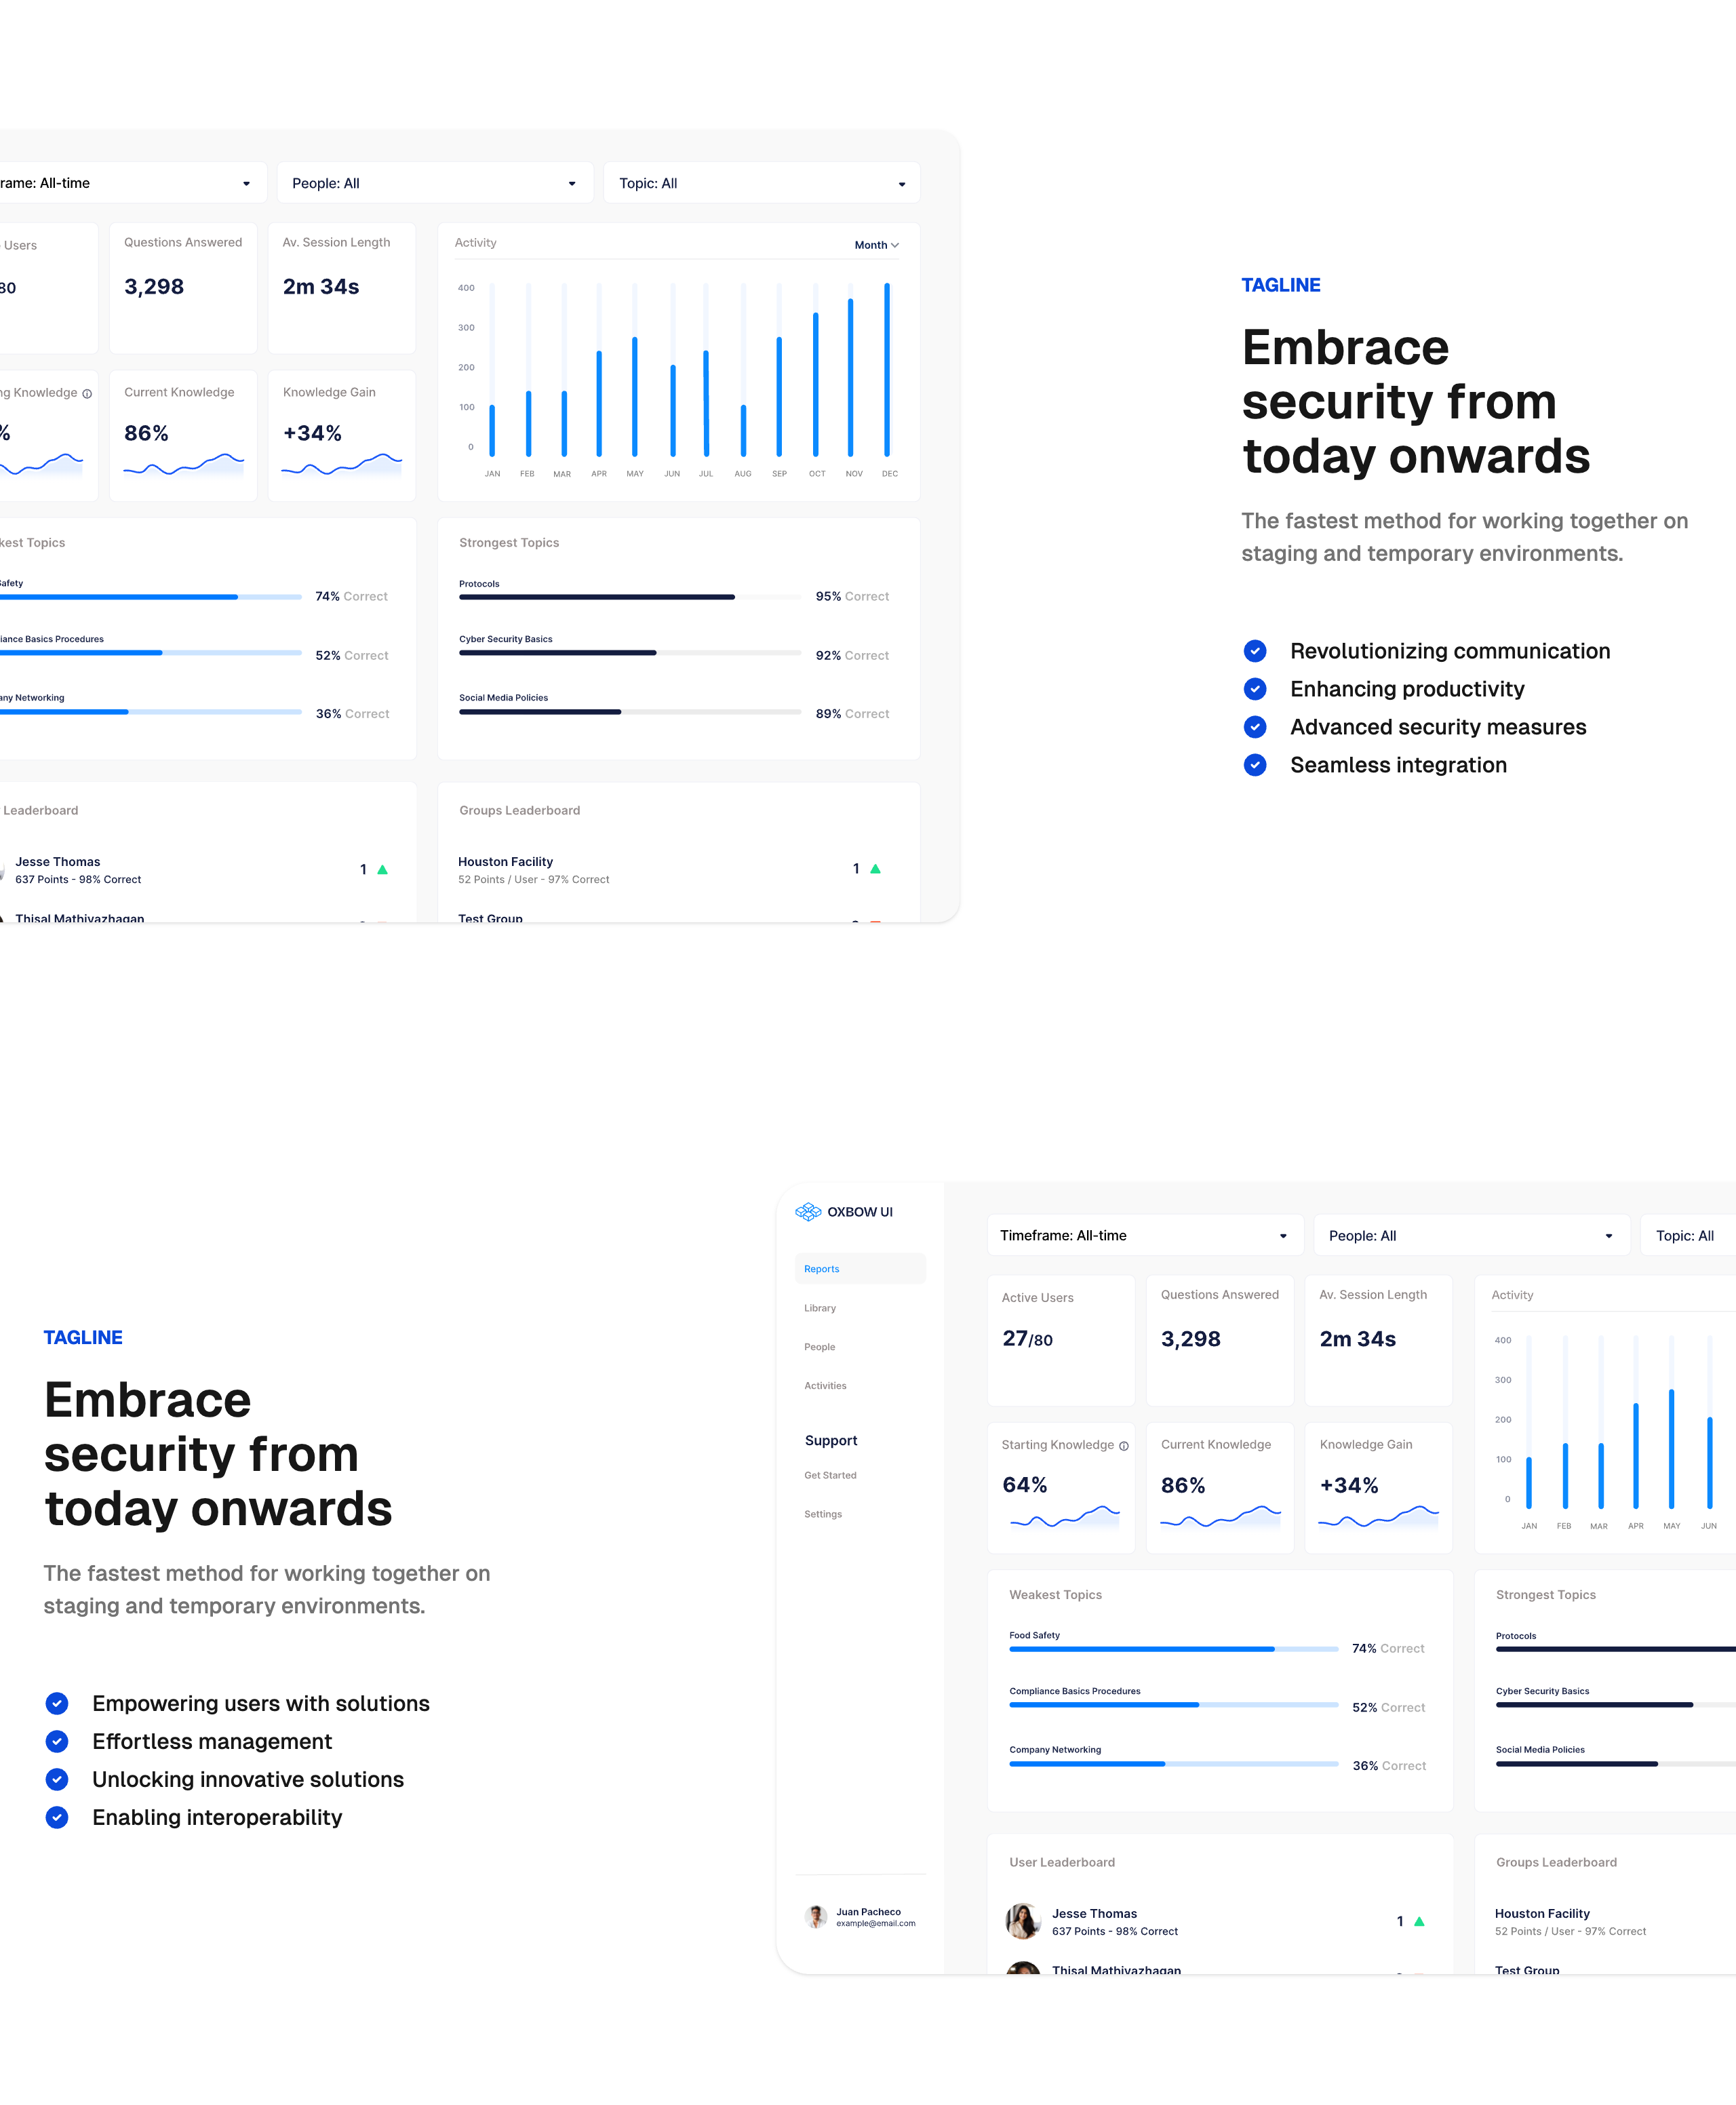 rame: All-time
People: All
Topic: All
Users
80
Questions Answered
3,298
Av. Session Length
2m 34s
Activity
Month
400
300
200
100
0
JAN FEB MAR APR MAY JUN JUL AUG SEP OCT NOV DEC
ng Knowledge
%
Current Knowledge
86%
Knowledge Gain
+34%
kest Topics
Safety
74% Correct
iance Basics Procedures
52% Correct
any Networking
36% Correct
Strongest Topics
Protocols
95% Correct
Cyber Security Basics
92% Correct
Social Media Policies
89% Correct
Leaderboard
Jesse Thomas
637 Points - 98% Correct
1
Thisal Mathivazhagan
Groups Leaderboard
Houston Facility
52 Points / User - 97% Correct
1
Test Group
TAGLINE
Embrace
security from
today onwards
The fastest method for working together on
staging and temporary environments.
Revolutionizing communication
Enhancing productivity
Advanced security measures
Seamless integration
TAGLINE
Embrace
security from
today onwards
The fastest method for working together on
staging and temporary environments.
Empowering users with solutions
Effortless management
Unlocking innovative solutions
Enabling interoperability
OXBOW UI
Reports
Library
People
Activities
Support
Get Started
Settings
Juan Pacheco
example@email.com
Timeframe: All-time
People: All
Topic: All
Active Users
27/80
Questions Answered
3,298
Av. Session Length
2m 34s
Activity
400
300
200
100
0
JAN FEB MAR APR MAY JUN
Starting Knowledge
64%
Current Knowledge
86%
Knowledge Gain
+34%
Weakest Topics
Food Safety
74% Correct
Compliance Basics Procedures
52% Correct
Company Networking
36% Correct
Strongest Topics
Protocols
Cyber Security Basics
Social Media Policies
User Leaderboard
Jesse Thomas
637 Points - 98% Correct
1
Thisal Mathivazhagan
Groups Leaderboard
Houston Facility
52 Points / User - 97% Correct
Test Group